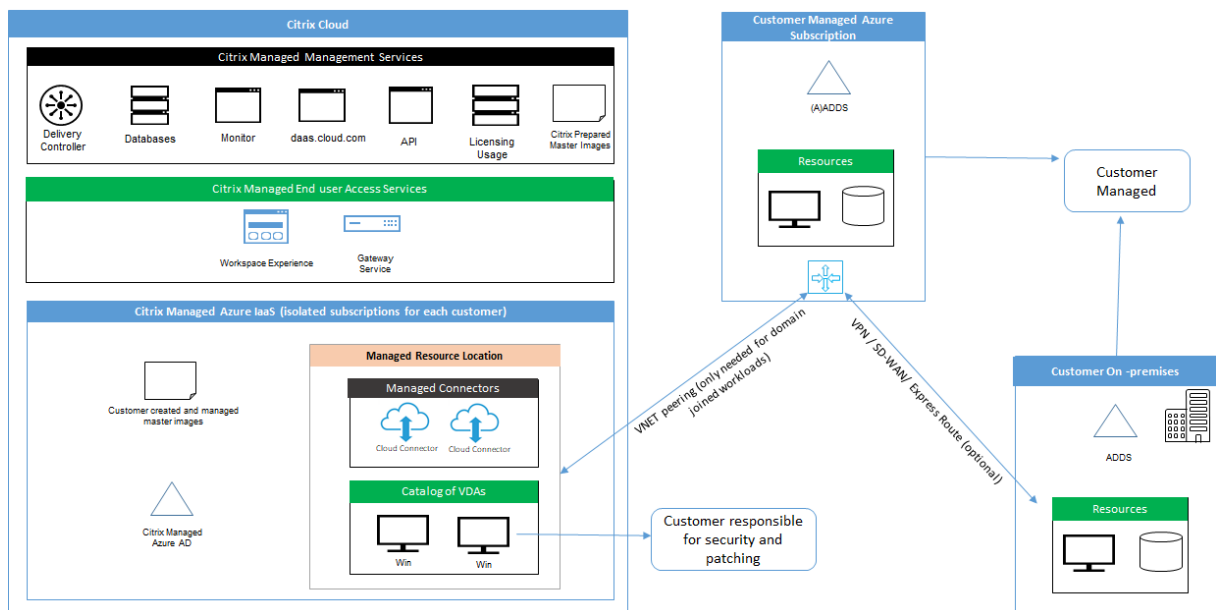 Citrix Cloud
Citrix Managed Management Services
Delivery
Controller
Databases
Monitor
daas.cloud.com
API
Licensing
Usage
Citrix Prepared
Master Images
Citrix Managed End user Access Services
Workspace Experience
Gateway
Service
Citrix Managed Azure IaaS (isolated subscriptions for each customer)
Customer created and managed
master images
Citrix Managed
Azure AD
Managed Resource Location
Managed Connectors
Cloud Connector
Cloud Connector
Catalog of VDAs
Win
Win
Customer responsible
for security and
patching
VNET peering (only needed for domain
joined workloads)
Customer Managed Azure
Subscription
(A)ADDS
Resources
VPN / SD-WAN/ Express Route (optional)
Customer
Managed
Customer On -premises
ADDS
Resources